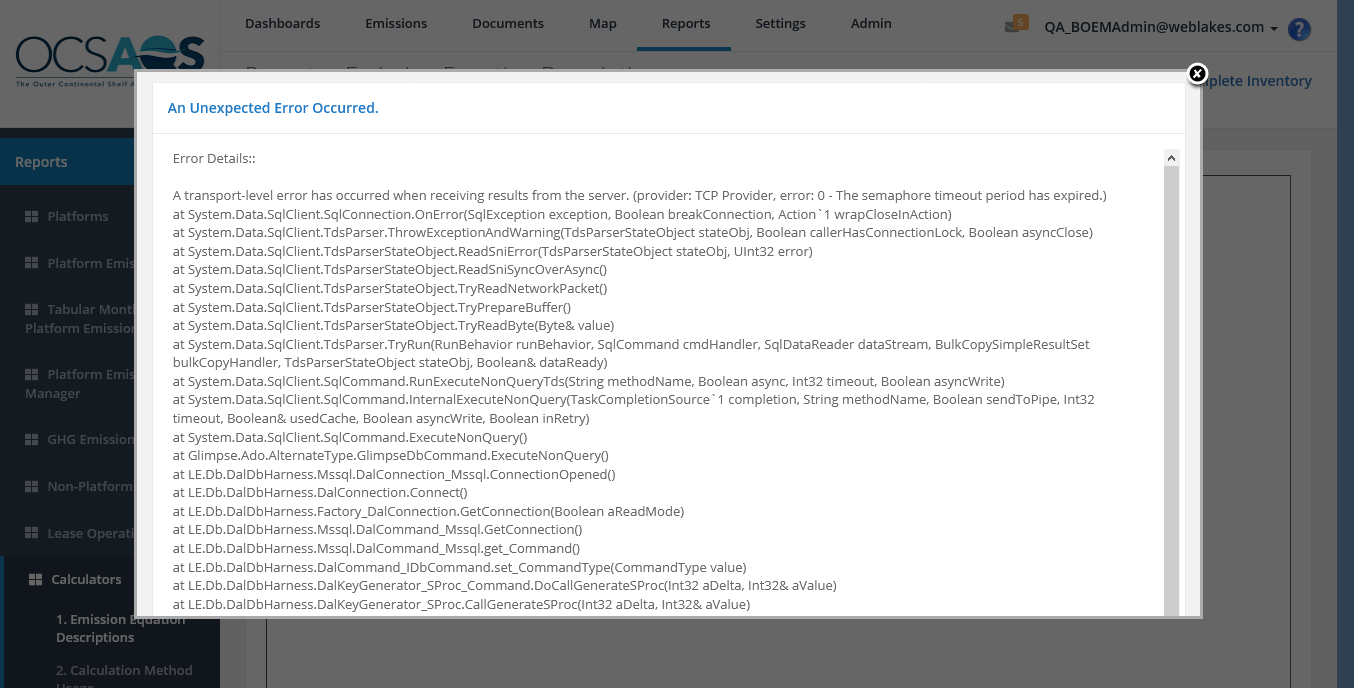 Dashboards
Emissions
Documents
Map
Reports
Settings
Admin
5
QA_BOEMAdmin@weblakes.com
?
OCSAQS
The Outer Continental Shelf A
plete Inventory
An Unexpected Error Occurred.
Error Details::
A transport-level error has occurred when receiving results from the server. (provider: TCP Provider, error: 0 - The semaphore timeout period has expired.)
at System.Data.SqlClient.SqlConnection.OnError(SqlException exception, Boolean breakConnection, Action`1 wrapCloseInAction)
at System.Data.SqlClient.TdsParser.ThrowExceptionAndWarning(TdsParserStateObject stateObj, Boolean callerHasConnectionLock, Boolean asyncClose)
at System.Data.SqlClient.TdsParserStateObject.ReadSniError(TdsParserStateObject stateObj, UInt32 error)
at System.Data.SqlClient.TdsParserStateObject.ReadSniSyncOverAsync()
at System.Data.SqlClient.TdsParserStateObject.TryReadNetworkPacket()
at System.Data.SqlClient.TdsParserStateObject.TryPrepareBuffer()
at System.Data.SqlClient.TdsParserStateObject.TryReadByte(Byte& value)
at System.Data.SqlClient.TdsParser.TryRun(RunBehavior runBehavior, SqlCommand cmdHandler, SqlDataReader dataStream, BulkCopySimpleResultSet
bulkCopyHandler, TdsParserStateObject stateObj, Boolean& dataReady)
at System.Data.SqlClient.SqlCommand.RunExecuteNonQueryTds(String methodName, Boolean async, Int32 timeout, Boolean asyncWrite)
at System.Data.SqlClient.SqlCommand.InternalExecuteNonQuery(TaskCompletionSource`1 completion, String methodName, Boolean sendToPipe, Int32
timeout, Boolean& usedCache, Boolean asyncWrite, Boolean inRetry)
at System.Data.SqlClient.SqlCommand.ExecuteNonQuery()
at Glimpse.Ado.AlternateType.GlimpseDbCommand.ExecuteNonQuery()
at LE.Db.DalDbHarness.Mssql.DalConnection_Mssql.ConnectionOpened()
at LE.Db.DalDbHarness.DalConnection.Connect()
at LE.Db.DalDbHarness.Factory_DalConnection.GetConnection(Boolean aReadMode)
at LE.Db.DalDbHarness.Mssql.DalCommand_Mssql.GetConnection()
at LE.Db.DalDbHarness.Mssql.DalCommand_Mssql.get_Command()
at LE.Db.DalDbHarness.DalCommand_IDbCommand.set_CommandType(CommandType value)
at LE.Db.DalDbHarness.DalKeyGenerator_SProc_Command.DoCallGenerateSProc(Int32 aDelta, Int32& aValue)
at LE.Db.DalDbHarness.DalKeyGenerator_SProc.CallGenerateSProc(Int32 aDelta, Int32& aValue)
Reports
Platforms
Platform Emis
Tabular Mont
Platform Emission
Platform Emis
Manager
GHG Emission
Non-Platform
Lease Operati
Calculators
1. Emission Equation
Descriptions
2. Calculation Method